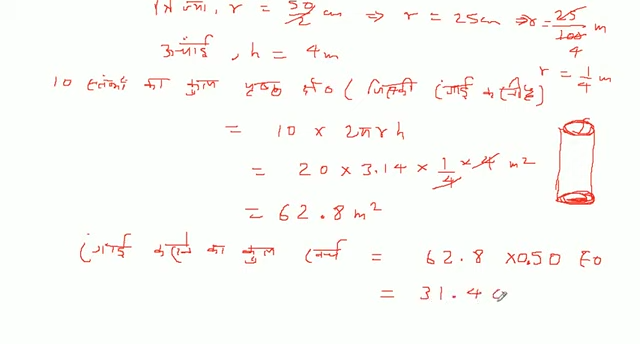 त्रिज्या, r = 50/2 cm ⇒ r = 25cm ⇒ r = 25/100 m
4
ऊँचाई, h = 4m
r = 1/4 m
10 स्तंभों का कुल पृष्ठ क्षे० (जिसकी रंगाई करनी है)
= 10 × 2πrh
= 20 × 3.14 × 1/4 × 4 m²
= 62.8 m²
रंगाई करने का कुल खर्च = 62.8 × 0.50 रु०
= 31.40